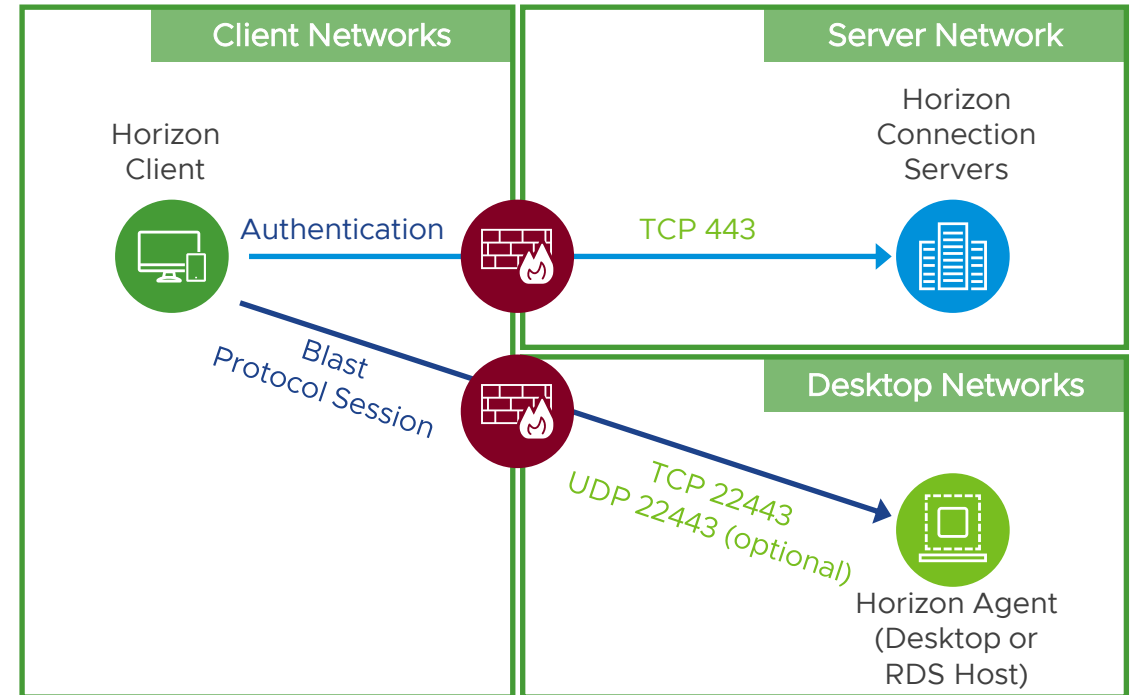 Client Networks
Server Network
Horizon
Client
Horizon
Connection
Servers
Authentication
TCP 443
Blast
Protocol Session
Desktop Networks
TCP 22443
UDP 22443 (optional)
Horizon Agent
(Desktop or
RDS Host)